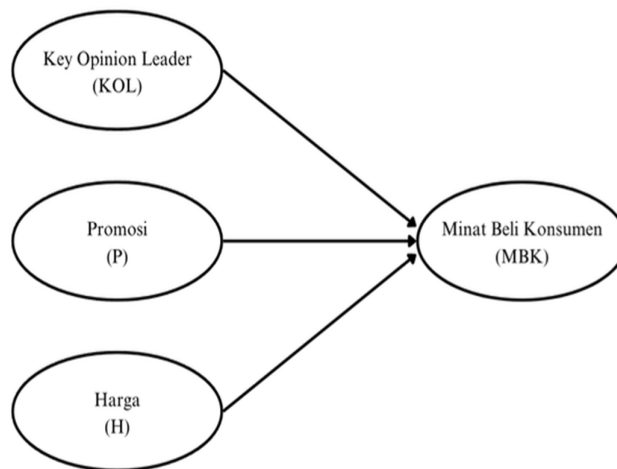 Key Opinion Leader
(KOL)
Promosi
(P)
Minat Beli Konsumen
(MBK)
Harga
(H)